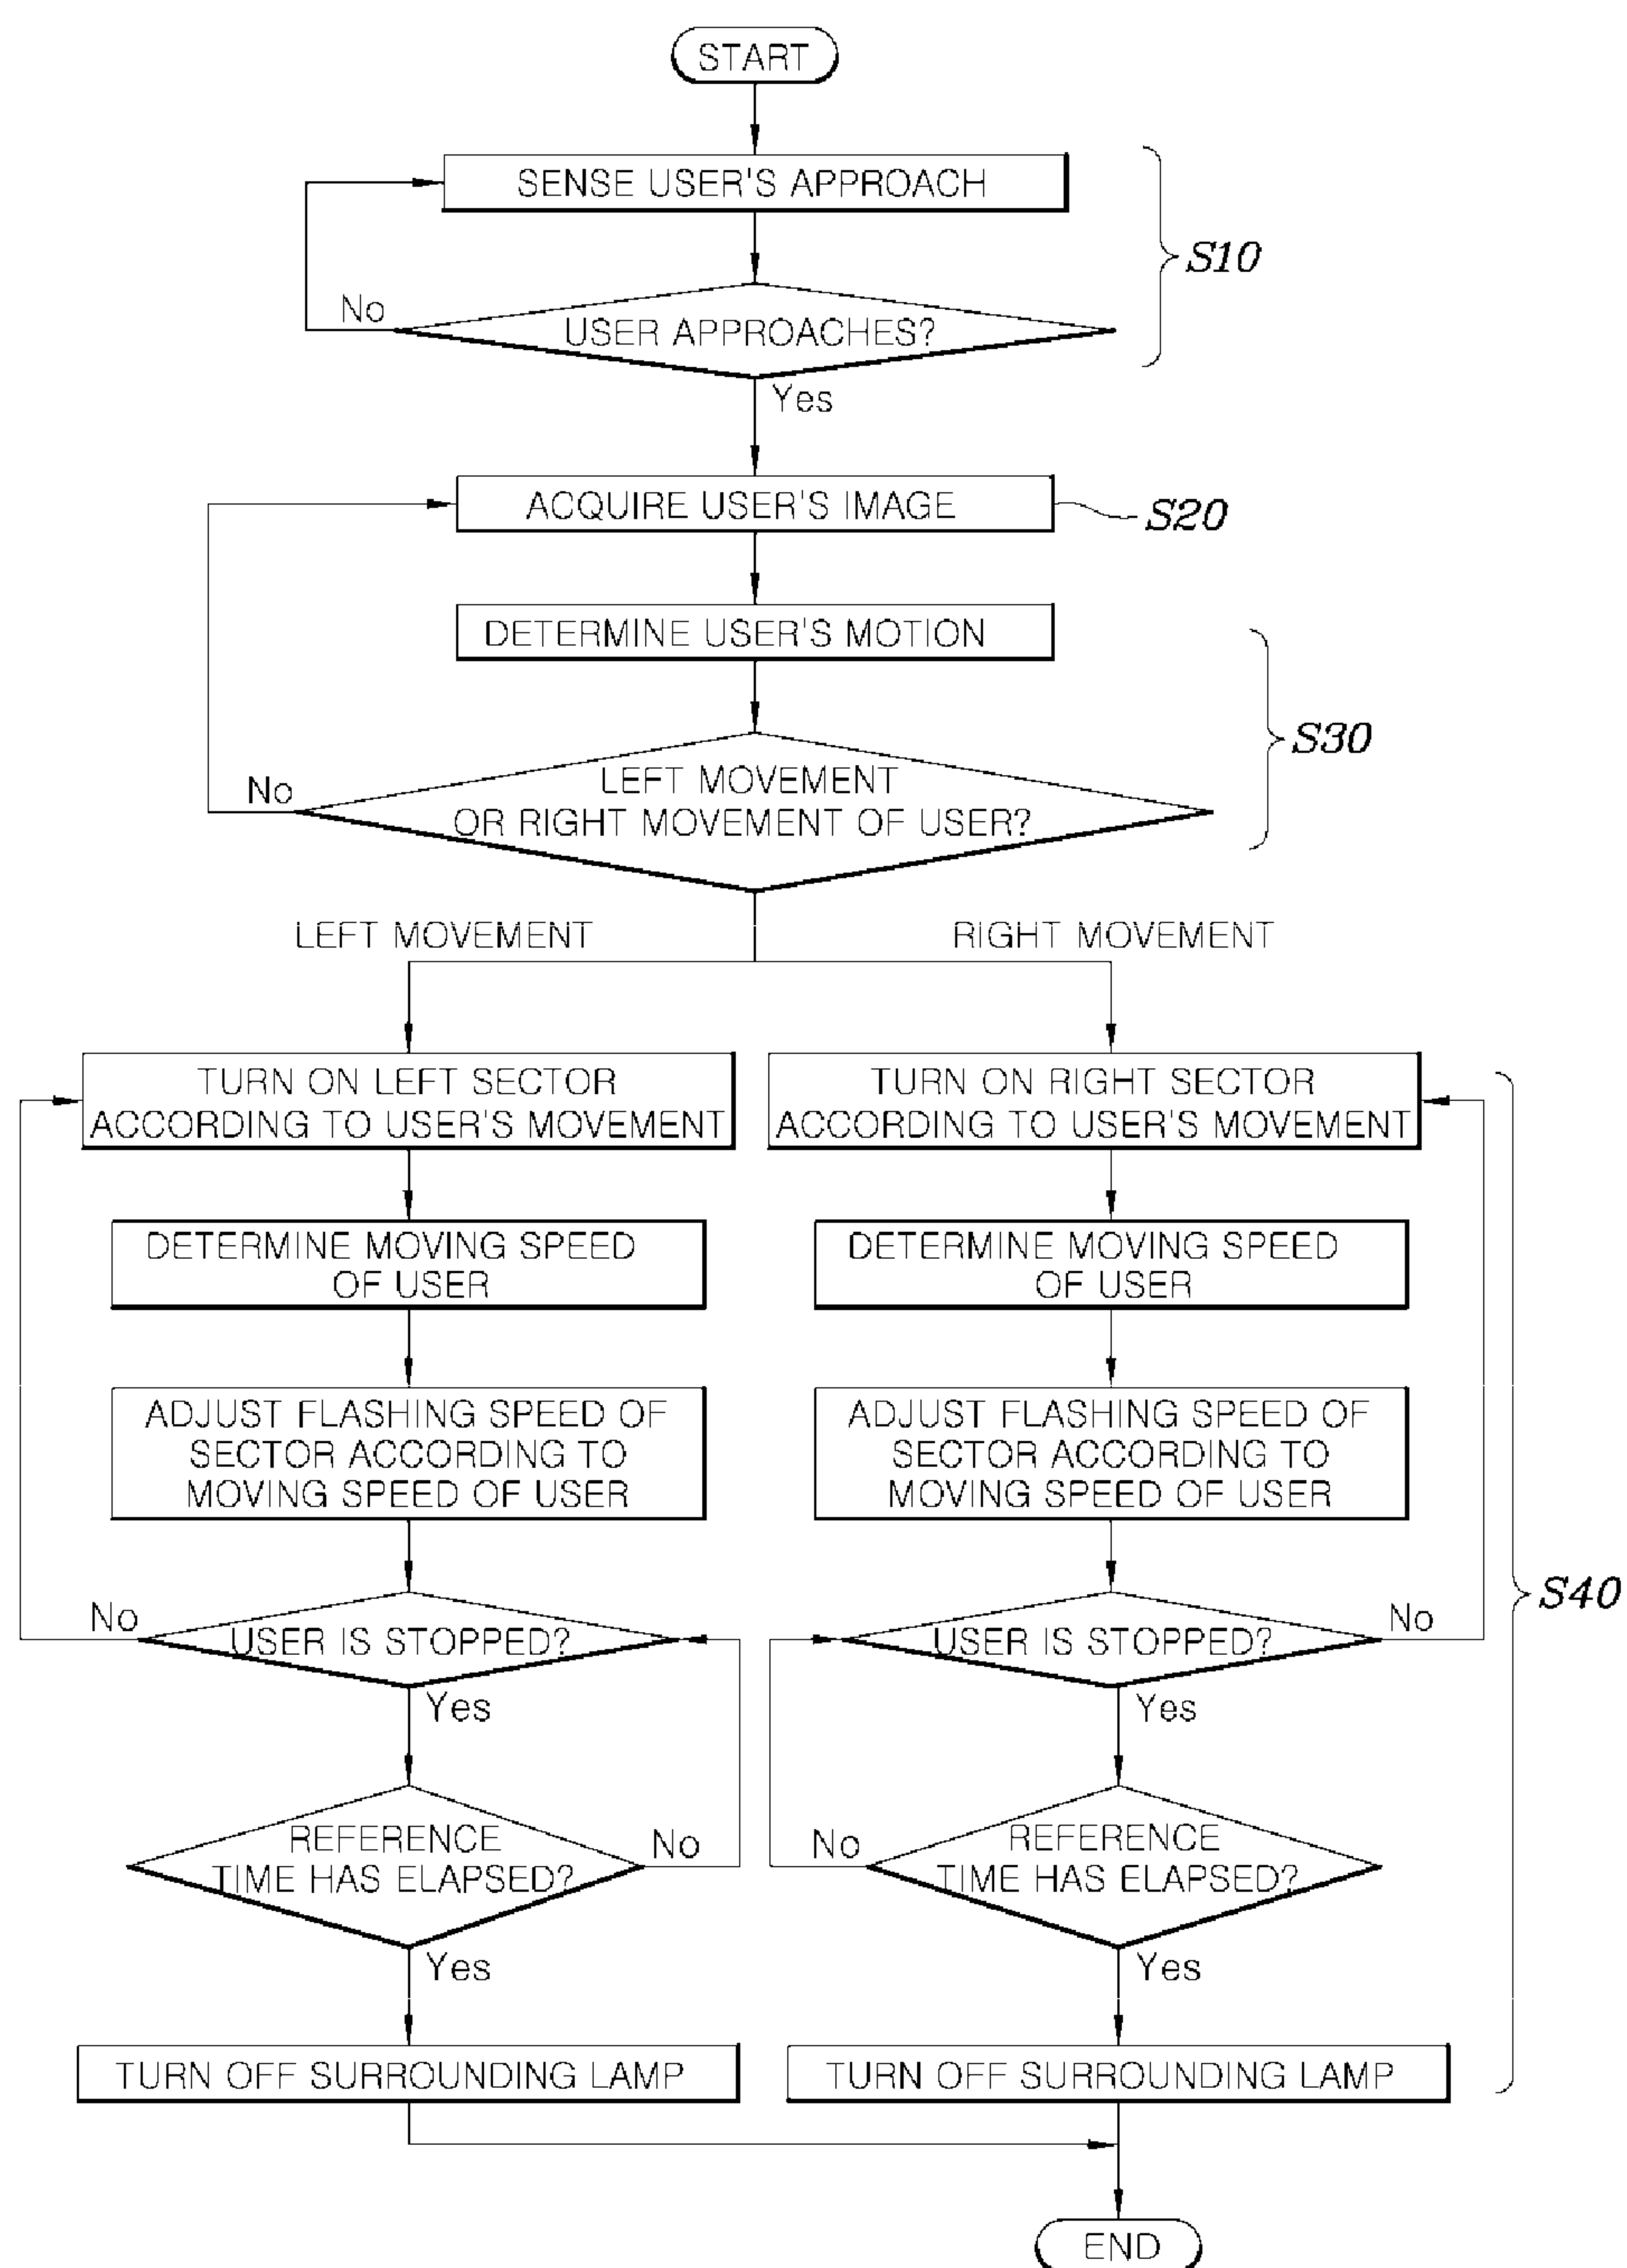 START
SENSE USER'S APPROACH
S10
No
USER APPROACHES?
Yes
ACQUIRE USER'S IMAGE
S20
DETERMINE USER'S MOTION
S30
No
LEFT MOVEMENT
OR RIGHT MOVEMENT OF USER?
LEFT MOVEMENT
RIGHT MOVEMENT
TURN ON LEFT SECTOR
ACCORDING TO USER'S MOVEMENT
DETERMINE MOVING SPEED
OF USER
ADJUST FLASHING SPEED OF
SECTOR ACCORDING TO
MOVING SPEED OF USER
No
USER IS STOPPED?
Yes
REFERENCE
TIME HAS ELAPSED?
No
Yes
TURN OFF SURROUNDING LAMP
TURN ON RIGHT SECTOR
ACCORDING TO USER'S MOVEMENT
DETERMINE MOVING SPEED
OF USER
ADJUST FLASHING SPEED OF
SECTOR ACCORDING TO
MOVING SPEED OF USER
USER IS STOPPED?
No
S40
Yes
No
REFERENCE
TIME HAS ELAPSED?
Yes
TURN OFF SURROUNDING LAMP
END